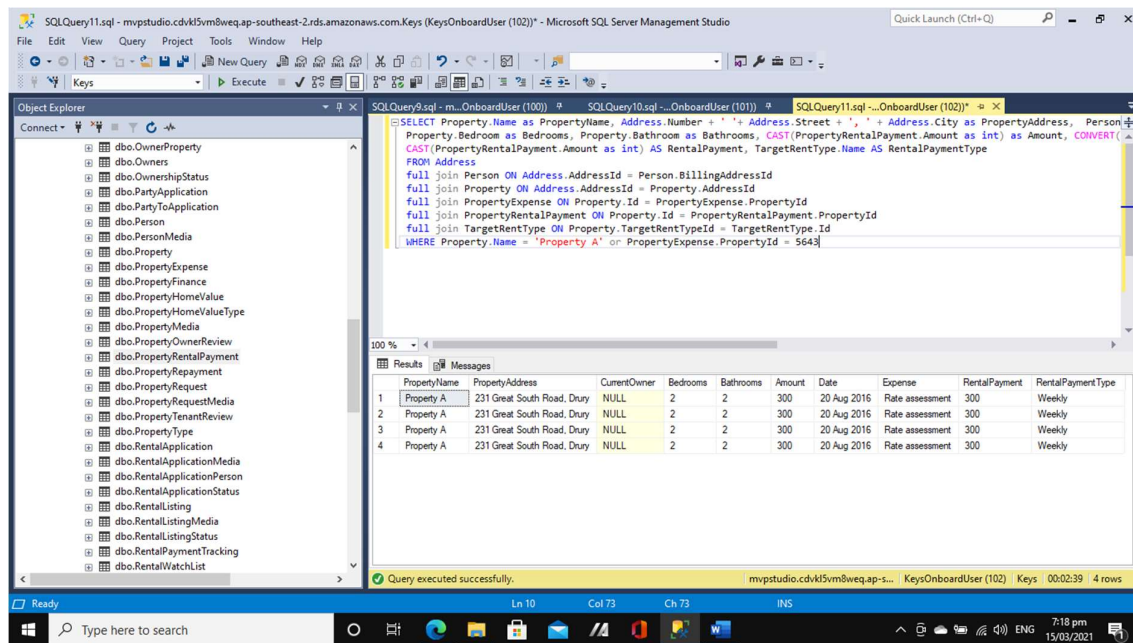 SQLQuery11.sql - mvpstudio.cdvkl5vm8weq.ap-southeast-2.rds.amazonaws.com.Keys (KeysOnboardUser (102))* - Microsoft SQL Server Management Studio
Quick Launch (Ctrl+Q)
File Edit View Query Project Tools Window Help
New Query
Keys
Execute
Object Explorer
SQLQuery9.sql - m...OnboardUser (100))
SQLQuery10.sql -...OnboardUser (101))
SQLQuery11.sql -...OnboardUser (102))*
Connect
dbo.OwnerProperty
dbo.Owners
dbo.OwnershipStatus
dbo.PartyApplication
dbo.PartyToApplication
dbo.Person
dbo.PersonMedia
dbo.Property
dbo.PropertyExpense
dbo.PropertyFinance
dbo.PropertyHomeValue
dbo.PropertyHomeValueType
dbo.PropertyMedia
dbo.PropertyOwnerReview
dbo.PropertyRentalPayment
dbo.PropertyRepayment
dbo.PropertyRequest
dbo.PropertyRequestMedia
dbo.PropertyTenantReview
dbo.PropertyType
dbo.RentalApplication
dbo.RentalApplicationMedia
dbo.RentalApplicationPerson
dbo.RentalApplicationStatus
dbo.RentalListing
dbo.RentalListingMedia
dbo.RentalListingStatus
dbo.RentalPaymentTracking
dbo.RentalWatchList
SELECT Property.Name as PropertyName, Address.Number + ' '+ Address.Street + ', ' + Address.City as PropertyAddress, Person
Property.Bedroom as Bedrooms, Property.Bathroom as Bathrooms, CAST(PropertyRentalPayment.Amount as int) as Amount, CONVERT(
CAST(PropertyRentalPayment.Amount as int) AS RentalPayment, TargetRentType.Name AS RentalPaymentType
FROM Address
full join Person ON Address.AddressId = Person.BillingAddressId
full join Property ON Address.AddressId = Property.AddressId
full join PropertyExpense ON Property.Id = PropertyExpense.PropertyId
full join PropertyRentalPayment ON Property.Id = PropertyRentalPayment.PropertyId
full join TargetRentType ON Property.TargetRentTypeId = TargetRentType.Id
WHERE Property.Name = 'Property A' or PropertyExpense.PropertyId = 5643
100 %
Results Messages
PropertyName PropertyAddress CurrentOwner Bedrooms Bathrooms Amount Date Expense RentalPayment RentalPaymentType
1 Property A 231 Great South Road, Drury NULL 2 2 300 20 Aug 2016 Rate assessment 300 Weekly
2 Property A 231 Great South Road, Drury NULL 2 2 300 20 Aug 2016 Rate assessment 300 Weekly
3 Property A 231 Great South Road, Drury NULL 2 2 300 20 Aug 2016 Rate assessment 300 Weekly
4 Property A 231 Great South Road, Drury NULL 2 2 300 20 Aug 2016 Rate assessment 300 Weekly
Query executed successfully. mvpstudio.cdvkl5vm8weq.ap-s... KeysOnboardUser (102) Keys 00:02:39 4 rows
Ready Ln 10 Col 73 Ch 73 INS
Type here to search
ENG
7:18 pm
15/03/2021